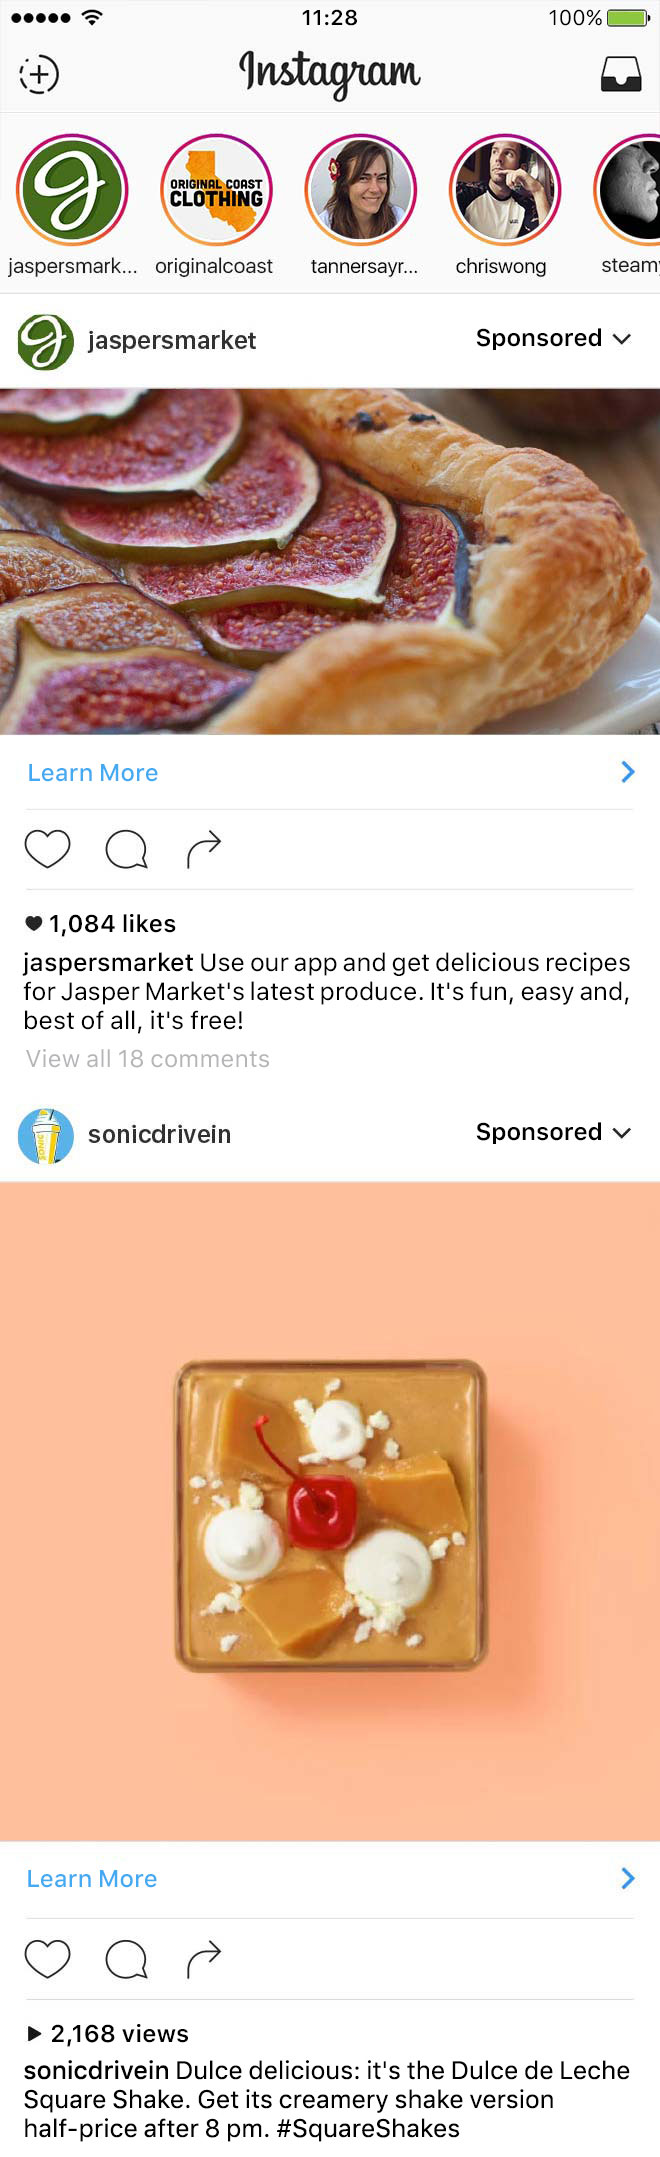 11:28
100%
Instagram
ORIGINAL COAST
CLOTHING
jaspersmark...
originalcoast
tannersayr...
chriswong
steamy
jaspersmarket
Sponsored
Learn More
1,084 likes
jaspersmarket Use our app and get delicious recipes
for Jasper Market's latest produce. It's fun, easy and,
best of all, it's free!
View all 18 comments
SONIC
sonicdrivein
Sponsored
Learn More
2,168 views
sonicdrivein Dulce delicious: it's the Dulce de Leche
Square Shake. Get its creamery shake version
half-price after 8 pm. #SquareShakes